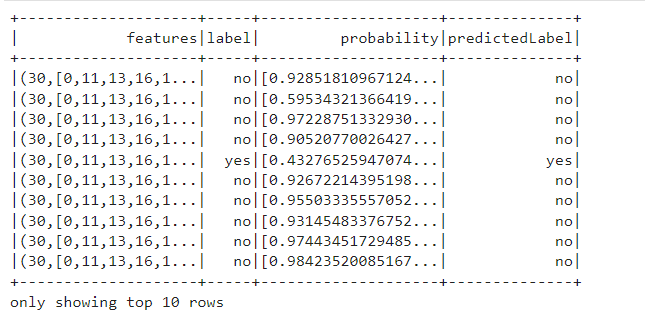 +--------------------+-----+--------------------+--------------+
|            features|label|         probability|predictedLabel|
+--------------------+-----+--------------------+--------------+
|(30,[0,11,13,16,1...|   no|[0.92851810967124...|            no|
|(30,[0,11,13,16,1...|   no|[0.59534321366419...|            no|
|(30,[0,11,13,16,1...|   no|[0.97228751332930...|            no|
|(30,[0,11,13,16,1...|   no|[0.90520770026427...|            no|
|(30,[0,11,13,16,1...|  yes|[0.43276525947074...|           yes|
|(30,[0,11,13,16,1...|   no|[0.92672214395198...|            no|
|(30,[0,11,13,16,1...|   no|[0.95503335557052...|            no|
|(30,[0,11,13,16,1...|   no|[0.93145483376752...|            no|
|(30,[0,11,13,16,1...|   no|[0.97443451729485...|            no|
|(30,[0,11,13,16,1...|   no|[0.98423520085167...|            no|
+--------------------+-----+--------------------+--------------+
only showing top 10 rows